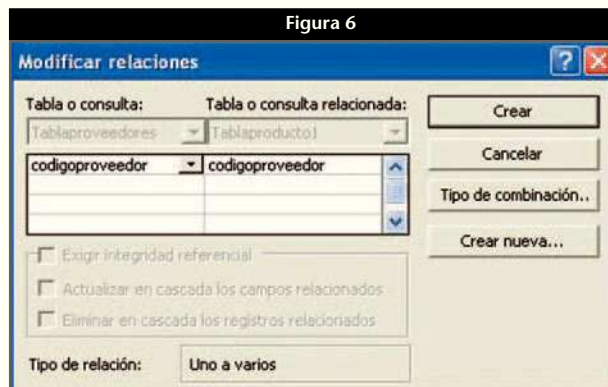 Figura 6
Modificar relaciones
Tabla o consulta:
Tabla o consulta relacionada:
Tablaproveedores
Tablaproducto1
codigoproveedor
codigoproveedor
Exigir integridad referencial
Actualizar en cascada los campos relacionados
Eliminar en cascada los registros relacionados
Tipo de relación:
Uno a varios
Crear
Cancelar
Tipo de combinación..
Crear nueva...